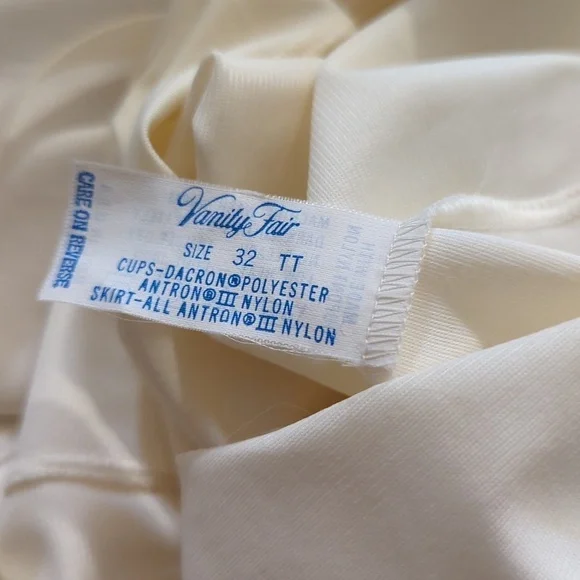 CARE ON REVERSE
Vanity Fair
SIZE 32 TT
CUPS-DACRON®POLYESTER
ANTRON®III NYLON
SKIRT-ALL ANTRON®III NYLON